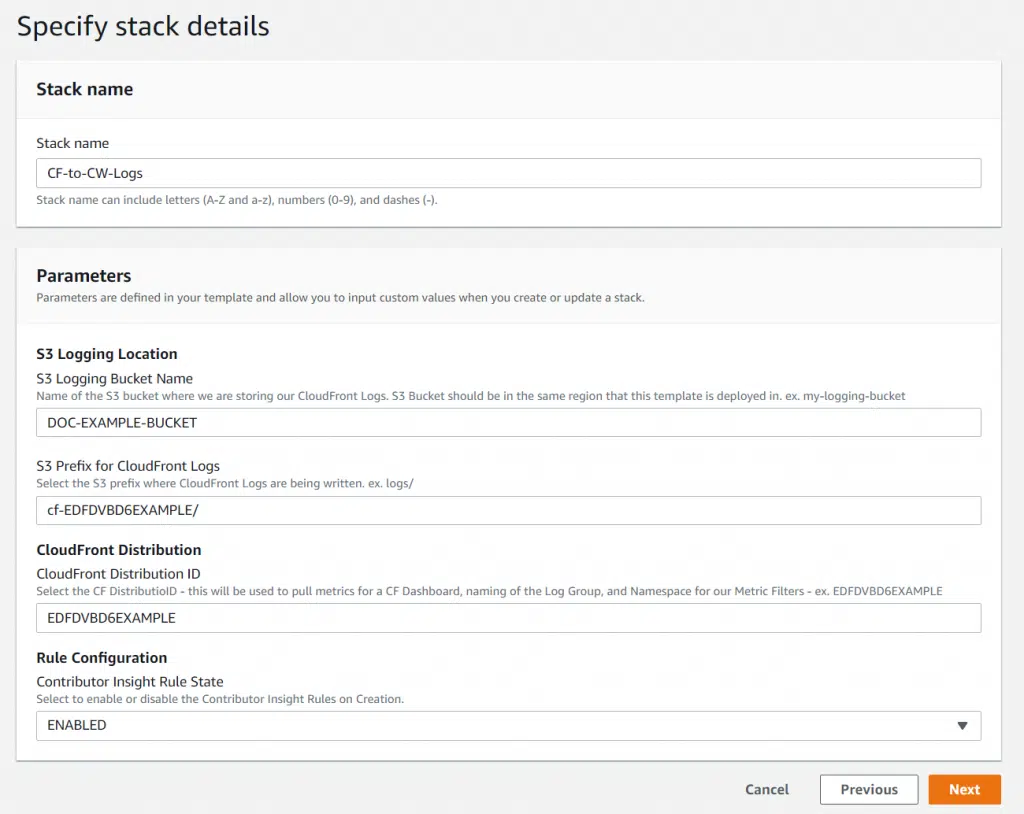 Specify stack details
Stack name
Stack name
CF-to-CW-Logs
Stack name can include letters (A-Z and a-z), numbers (0-9), and dashes (-).
Parameters
Parameters are defined in your template and allow you to input custom values when you create or update a stack.
S3 Logging Location
S3 Logging Bucket Name
Name of the S3 bucket where we are storing our CloudFront Logs. S3 Bucket should be in the same region that this template is deployed in. ex. my-logging-bucket
DOC-EXAMPLE-BUCKET
S3 Prefix for CloudFront Logs
Select the S3 prefix where CloudFront Logs are being written. ex. logs/
cf-EDFDVBD6EXAMPLE/
CloudFront Distribution
CloudFront Distribution ID
Select the CF DistributioID - this will be used to pull metrics for a CF Dashboard, naming of the Log Group, and Namespace for our Metric Filters - ex. EDFDVBD6EXAMPLE
EDFDVBD6EXAMPLE
Rule Configuration
Contributor Insight Rule State
Select to enable or disable the Contributor Insight Rules on Creation.
ENABLED
Cancel Previous Next